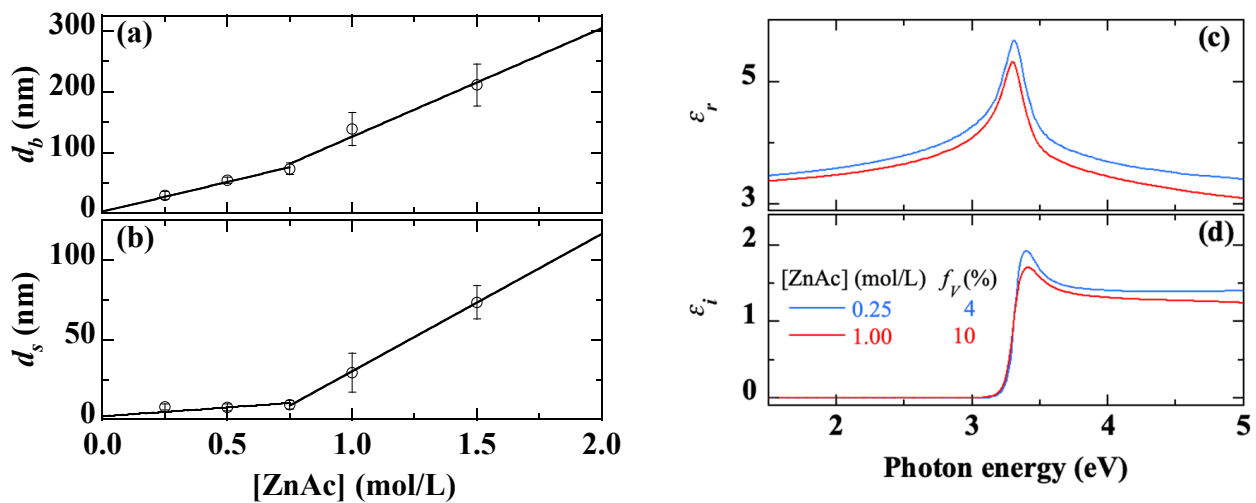 (a)
300
200
100
0
d_b (nm)
(b)
100
50
0
d_s (nm)
0.0 0.5 1.0 1.5 2.0
[ZnAc] (mol/L)
(c)
5
3
ε_r
(d)
2
1
0
ε_i
[ZnAc] (mol/L) f_V (%)
0.25 4
1.00 10
2 3 4 5
Photon energy (eV)